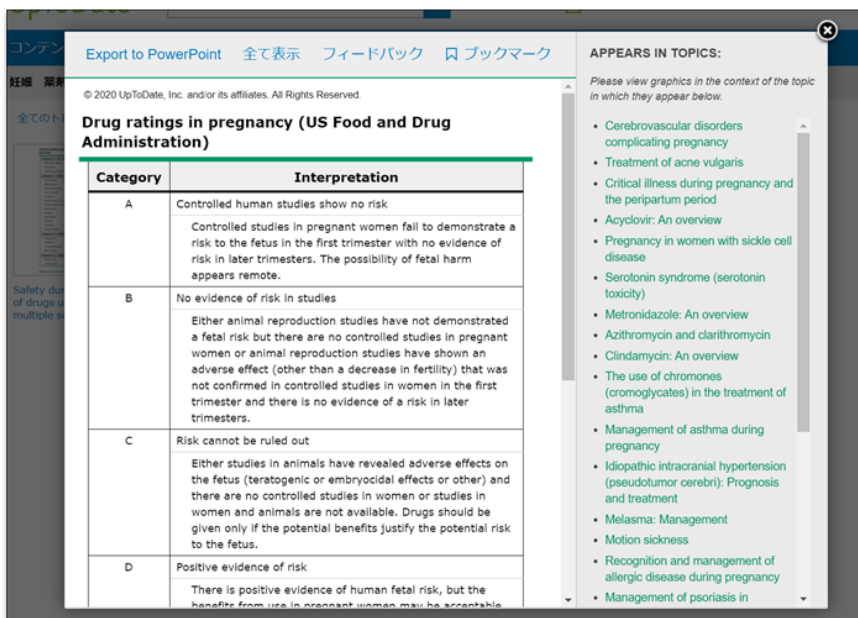 UpToDate
コンテン
妊娠 薬剤
全てのト
Safety dur
of drugs u
multiple s
Export to PowerPoint 全て表示 フィードバック ブックマーク
© 2020 UpToDate, Inc. and/or its affiliates. All Rights Reserved.
Drug ratings in pregnancy (US Food and Drug
Administration)
Category Interpretation
A Controlled human studies show no risk
Controlled studies in pregnant women fail to demonstrate a
risk to the fetus in the first trimester with no evidence of
risk in later trimesters. The possibility of fetal harm
appears remote.
B No evidence of risk in studies
Either animal reproduction studies have not demonstrated
a fetal risk but there are no controlled studies in pregnant
women or animal reproduction studies have shown an
adverse effect (other than a decrease in fertility) that was
not confirmed in controlled studies in women in the first
trimester and there is no evidence of a risk in later
trimesters.
C Risk cannot be ruled out
Either studies in animals have revealed adverse effects on
the fetus (teratogenic or embryocidal effects or other) and
there are no controlled studies in women or studies in
women and animals are not available. Drugs should be
given only if the potential benefits justify the potential risk
to the fetus.
D Positive evidence of risk
There is positive evidence of human fetal risk, but the
benefits from use in pregnant women may be acceptable
APPEARS IN TOPICS:
Please view graphics in the context of the topic
in which they appear below.
• Cerebrovascular disorders
complicating pregnancy
• Treatment of acne vulgaris
• Critical illness during pregnancy and
the peripartum period
• Acyclovir: An overview
• Pregnancy in women with sickle cell
disease
• Serotonin syndrome (serotonin
toxicity)
• Metronidazole: An overview
• Azithromycin and clarithromycin
• Clindamycin: An overview
• The use of chromones
(cromoglycates) in the treatment of
asthma
• Management of asthma during
pregnancy
• Idiopathic intracranial hypertension
(pseudotumor cerebri): Prognosis
and treatment
• Melasma: Management
• Motion sickness
• Recognition and management of
allergic disease during pregnancy
• Management of psoriasis in